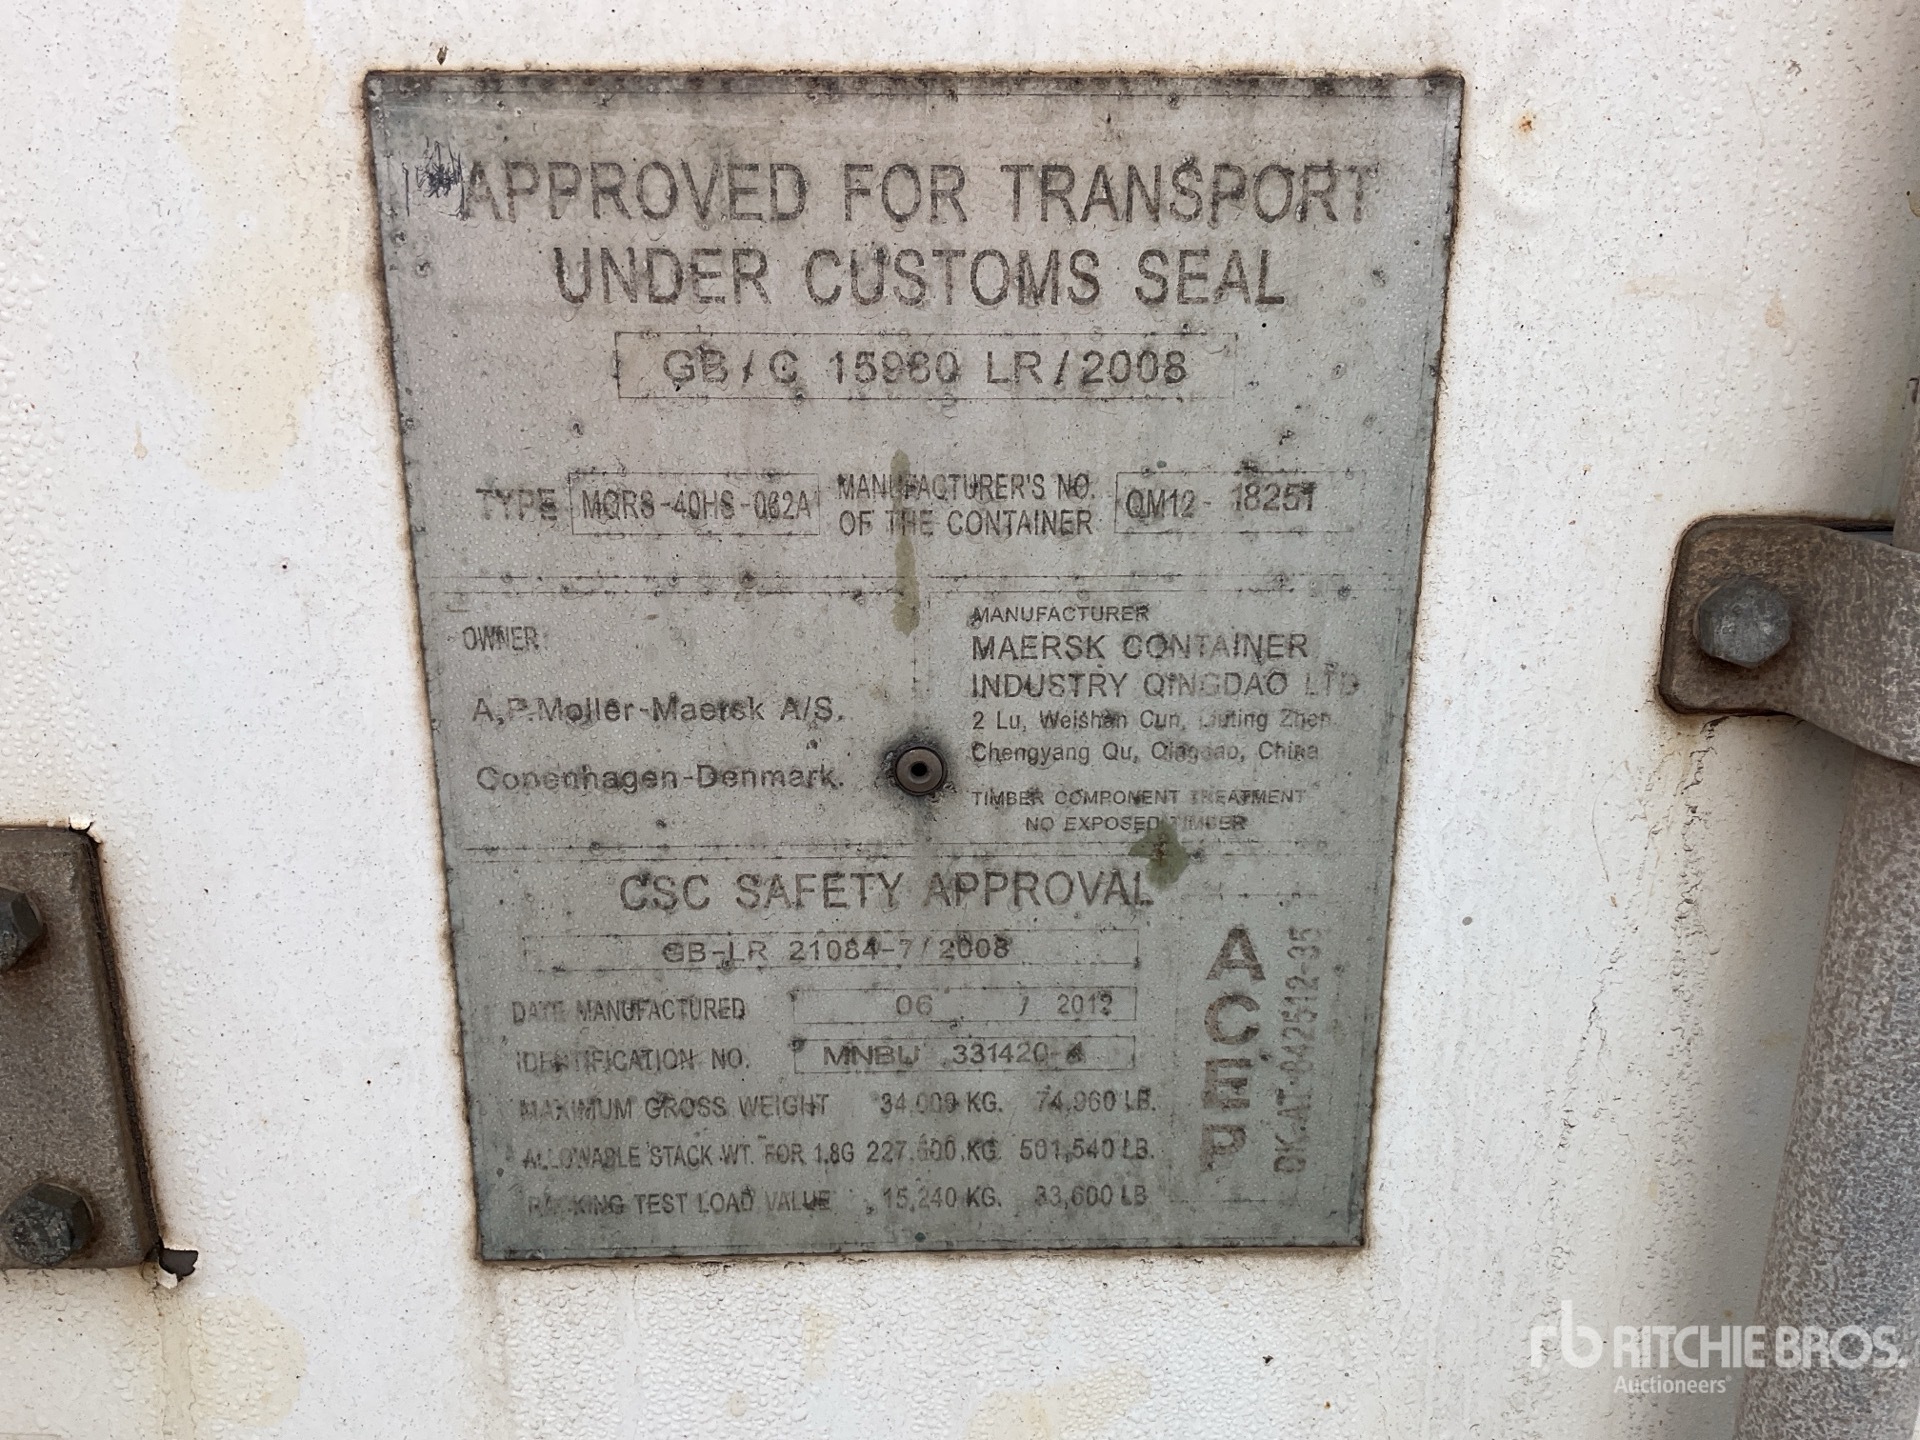 APPROVED FOR TRANSPORT
UNDER CUSTOMS SEAL
GB/C 15980 LR/2008
TYPE MQRS-40HS-062A MANUFACTURER'S NO. OF THE CONTAINER QM12-18251
OWNER:
A.P.Moller-Maersk A/S.
Copenhagen-Denmark.
MANUFACTURER
MAERSK CONTAINER
INDUSTRY QINGDAO LTD
2 Lu, Weishan Cun, Liuting Zhen
Chengyang Qu, Qingdao, China
TIMBER COMPONENT TREATMENT
NO EXPOSED TIMBER
CSC SAFETY APPROVAL
GB-LR 21084-7/2008
DATE MANUFACTURED 06 / 2012
IDENTIFICATION NO. MNBU 331420-
MAXIMUM GROSS WEIGHT 34,000 KG. 74,960 LB.
ALLOWABLE STACK WT. FOR 1.8G 227,500 KG. 501,540 LB.
RACKING TEST LOAD VALUE 15,240 KG. 33,600 LB
ACEP
DK-AT-042512-35
rb RITCHIE BROS.
Auctioneers